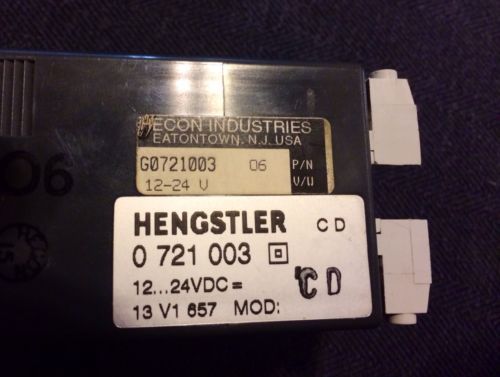 HECON INDUSTRIES
EATONTOWN, N.J. USA
G0721003 06 P/N
12-24 V V/U
06
HENGSTLER CD
0 721 003
12...24VDC=
CD
13 V1 657 MOD: